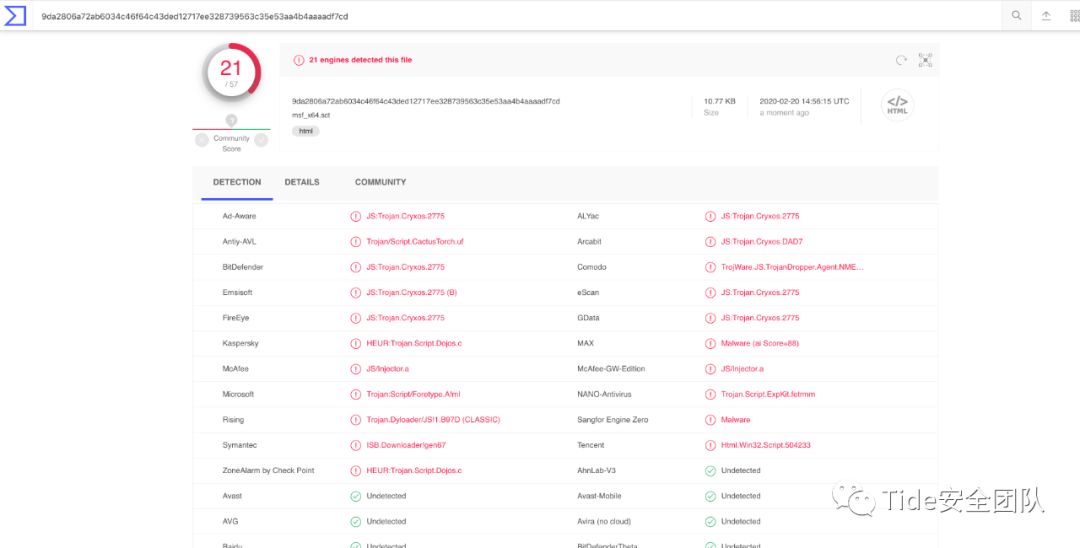 9da2806a72ab6034c46f64c43ded12717ee328739563c35e53aa4b4aaaadf7cd
21
/ 57
Community
Score
21 engines detected this file
9da2806a72ab6034c46f64c43ded12717ee328739563c35e53aa4b4aaaadf7cd
msf_x64.sct
html
10.77 KB
Size
2020-02-20 14:56:15 UTC
a moment ago
</>
HTML
DETECTION DETAILS COMMUNITY
Ad-Aware JS:Trojan.Cryxos.2775 ALYac JS:Trojan.Cryxos.2775
Antiy-AVL Trojan/Script.CactusTorch.uf Arcabit JS:Trojan.Cryxos.DAD7
BitDefender JS:Trojan.Cryxos.2775 Comodo TrojWare.JS.TrojanDropper.Agent.NME...
Emsisoft JS:Trojan.Cryxos.2775 (B) eScan JS:Trojan.Cryxos.2775
FireEye JS:Trojan.Cryxos.2775 GData JS:Trojan.Cryxos.2775
Kaspersky HEUR:Trojan.Script.Dojos.c MAX Malware (ai Score=88)
McAfee JS/Injector.a McAfee-GW-Edition JS/Injector.a
Microsoft Trojan:Script/Foretype.A!ml NANO-Antivirus Trojan.Script.ExpKit.fetrmm
Rising Trojan.Dyloader/JS!1.B97D (CLASSIC) Sangfor Engine Zero Malware
Symantec ISB.Downloader!gen67 Tencent Html.Win32.Script.504233
ZoneAlarm by Check Point HEUR:Trojan.Script.Dojos.c AhnLab-V3 Undetected
Avast Undetected Avast-Mobile Undetected
AVG Undetected Avira (no cloud) Undetected
Baidu Undetected BitDefenderTheta Undetected
Tide安全团队